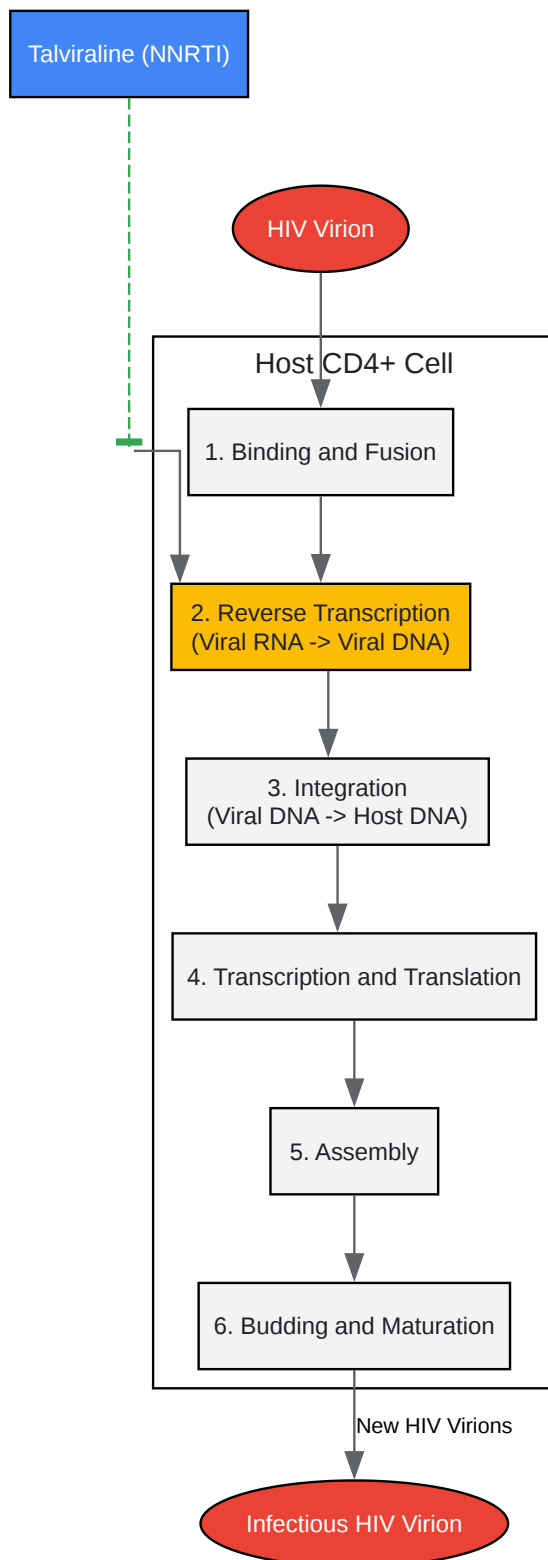 Talviraline (NNRTI)
HIV Virion
Host CD4+ Cell
1. Binding and Fusion
2. Reverse Transcription
(Viral RNA -> Viral DNA)
3. Integration
(Viral DNA -> Host DNA)
4. Transcription and Translation
5. Assembly
6. Budding and Maturation
New HIV Virions
Infectious HIV Virion